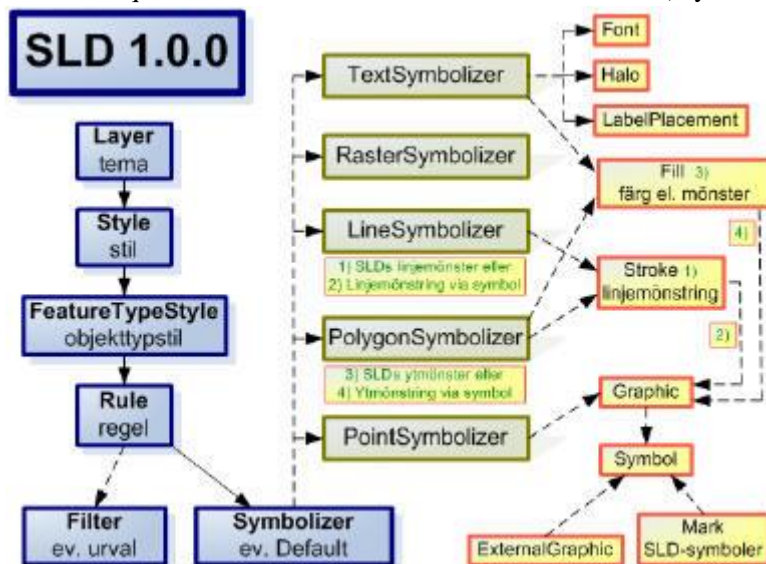 SLD 1.0.0
Layer
tema
Style
stil
FeatureTypeStyle
objekttypstil
Rule
regel
Filter
ev. urval
Symbolizer
ev. Default
TextSymbolizer
RasterSymbolizer
LineSymbolizer
1) SLDs linjemönster eller
2) Linjemönstring via symbol
PolygonSymbolizer
3) SLDs ytmönster eller
4) Ytmönstring via symbol
PointSymbolizer
Font
Halo
LabelPlacement
Fill 3)
färg el. mönster
4)
Stroke 1)
linjemönstring
2)
Graphic
Symbol
ExternalGraphic
Mark
SLD-symboler